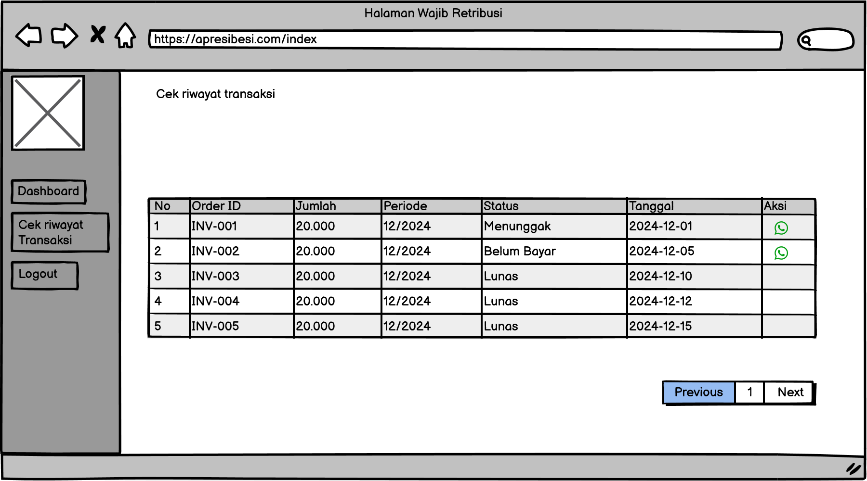 Halaman Wajib Retribusi
https://apresibesi.com/index
Cek riwayat transaksi
Dashboard
Cek riwayat
Transaksi
Logout
No Order ID Jumlah Periode Status Tanggal Aksi
1 INV-001 20.000 12/2024 Menunggak 2024-12-01
2 INV-002 20.000 12/2024 Belum Bayar 2024-12-05
3 INV-003 20.000 12/2024 Lunas 2024-12-10
4 INV-004 20.000 12/2024 Lunas 2024-12-12
5 INV-005 20.000 12/2024 Lunas 2024-12-15
Previous 1 Next